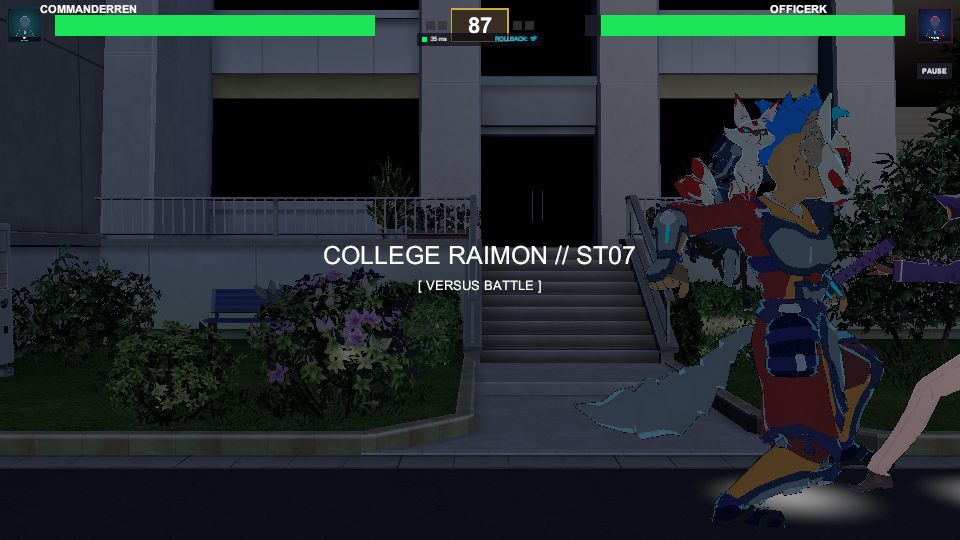 COMMANDERREN
OFFICERK
87
35 ms
ROLLBACK: 1F
PAUSE
COLLEGE RAIMON // ST07
[ VERSUS BATTLE ]